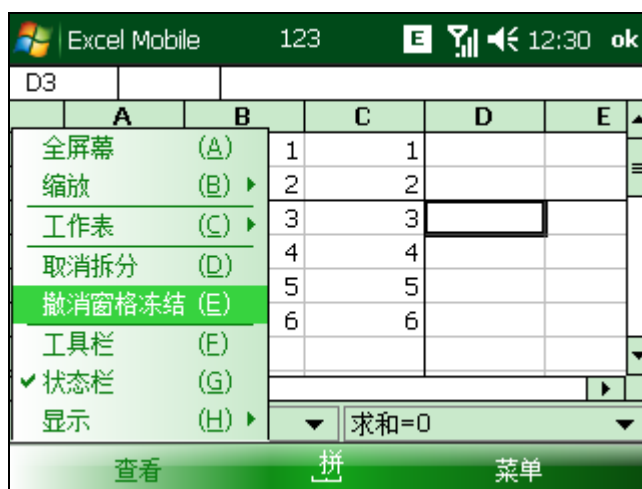 Excel Mobile 123 E 12:30 ok
D3
A B C D E
全屏幕 (A) 1 1
缩放 (B) 2 2
工作表 (C) 3 3
取消拆分 (D) 4 4
撤消窗格冻结 (E) 5 5
工具栏 (F) 6 6
状态栏 (G)
显示 (H) 求和=0
查看 拼 菜单